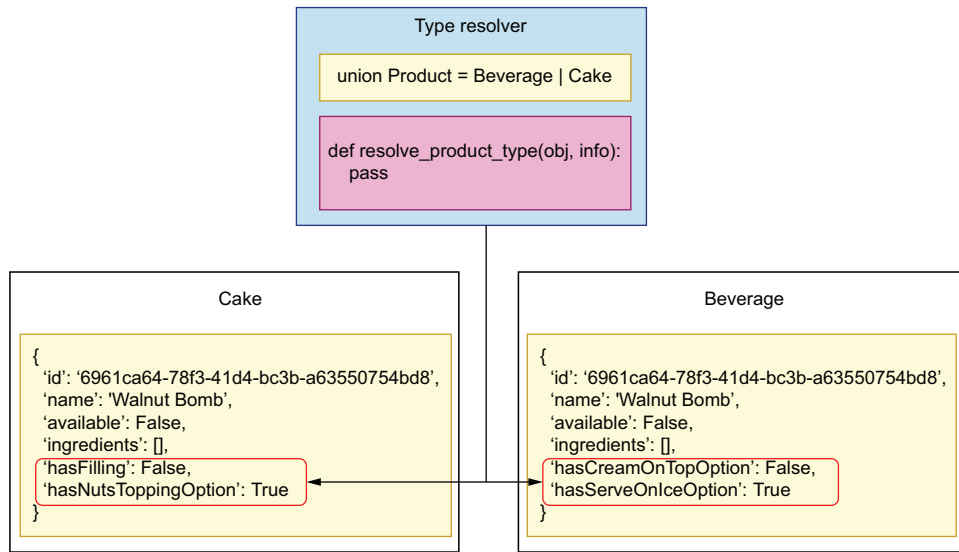 Type resolver
union Product = Beverage | Cake
def resolve_product_type(obj, info):
pass
Cake
{
‘id’: ‘6961ca64-78f3-41d4-bc3b-a63550754bd8’,
‘name’: 'Walnut Bomb’,
‘available’: False,
‘ingredients’: [],
‘hasFilling’: False,
‘hasNutsToppingOption’: True
}
Beverage
{
‘id’: ‘6961ca64-78f3-41d4-bc3b-a63550754bd8’,
‘name’: 'Walnut Bomb’,
‘available’: False,
‘ingredients’: [],
‘hasCreamOnTopOption’: False,
‘hasServeOnIceOption’: True
}